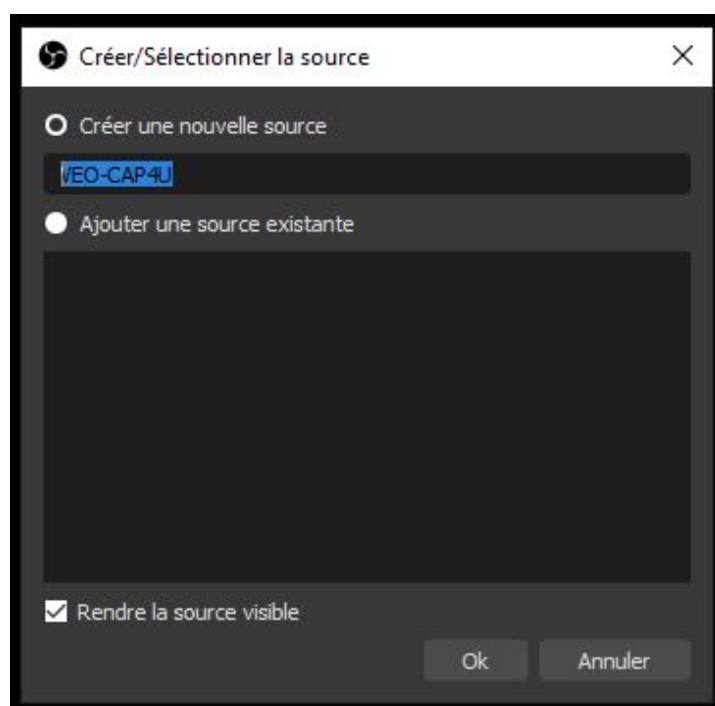 Créer/Sélectionner la source
Créer une nouvelle source
VEO-CAP4U
Ajouter une source existante
Rendre la source visible
Ok Annuler